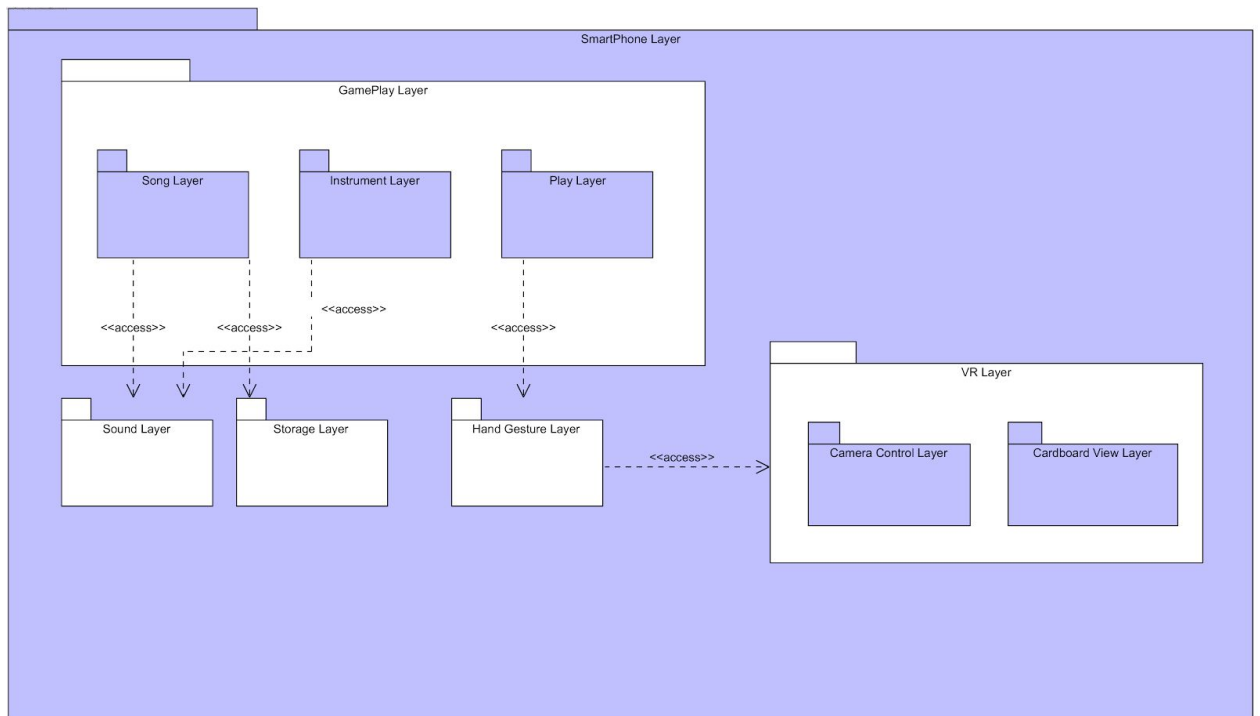 SmartPhone Layer
GamePlay Layer
Song Layer
Instrument Layer
Play Layer
<<access>>
<<access>>
<<access>>
<<access>>
VR Layer
Sound Layer
Storage Layer
Hand Gesture Layer
<<access>>
Camera Control Layer
Cardboard View Layer